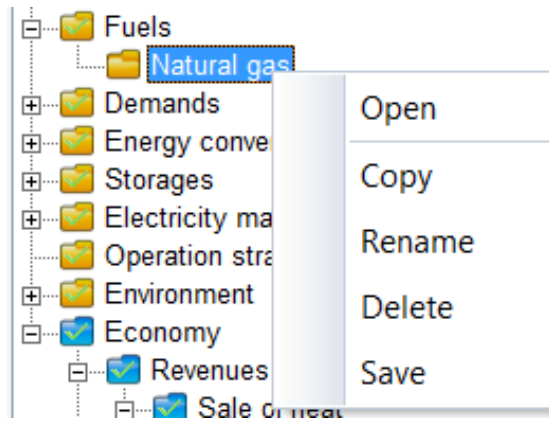 Fuels
Natural gas
Demands
Energy conve
Storages
Electricity ma
Operation stra
Environment
Economy
Revenues
Sale of heat
Open
Copy
Rename
Delete
Save